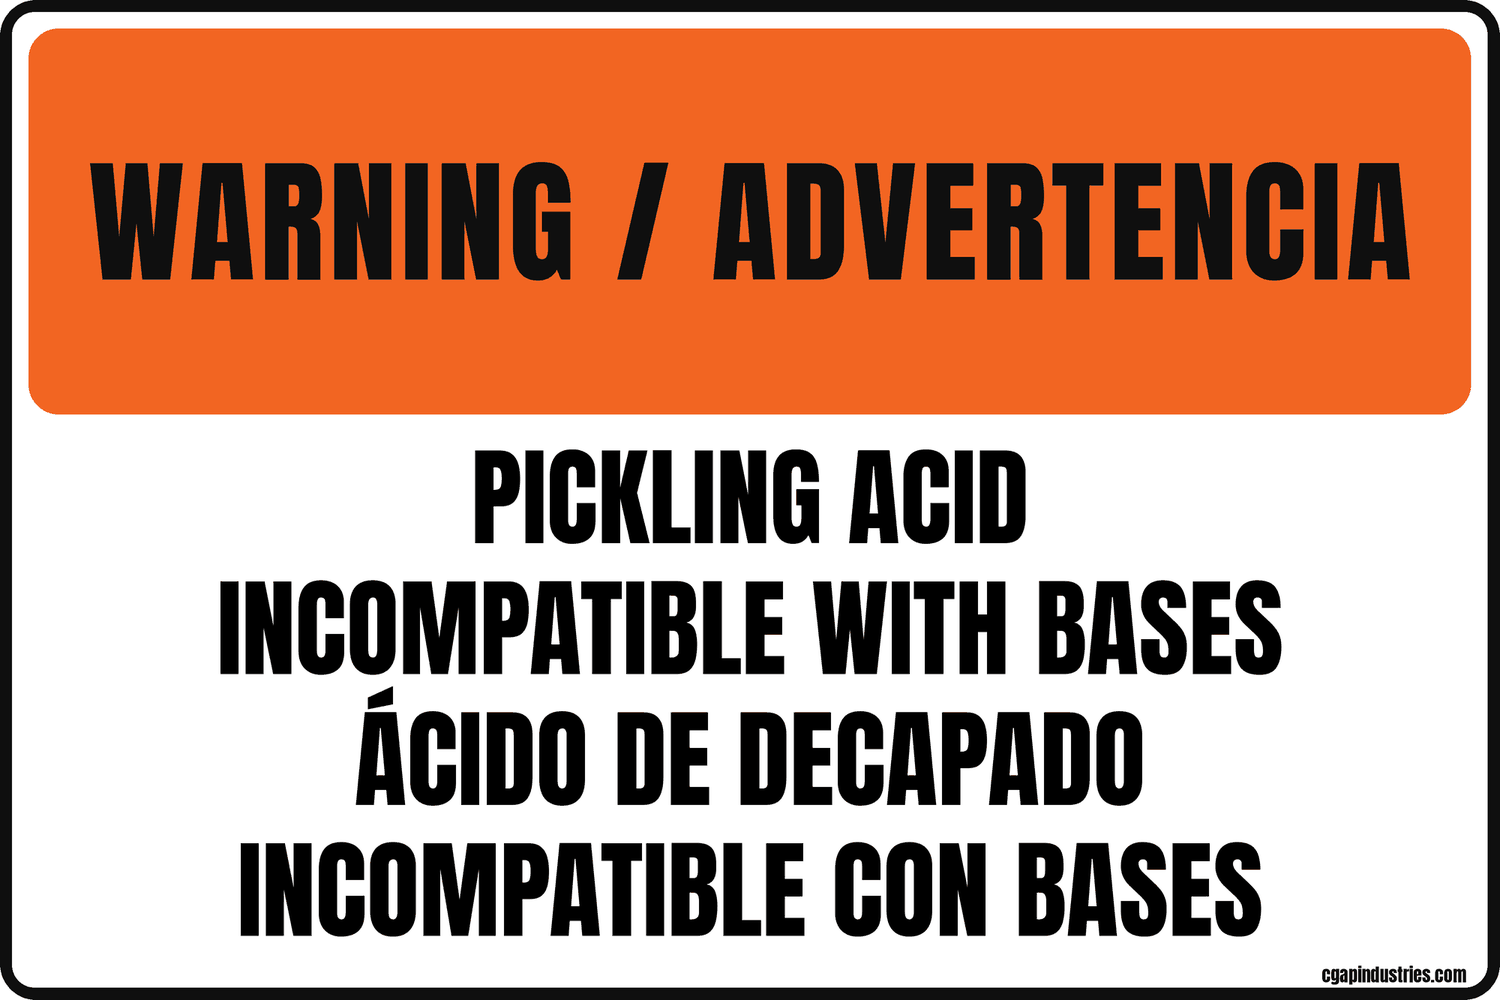 WARNING / ADVERTENCIA
PICKLING ACID
INCOMPATIBLE WITH BASES
ÁCIDO DE DECAPADO
INCOMPATIBLE CON BASES
cgapindustries.com